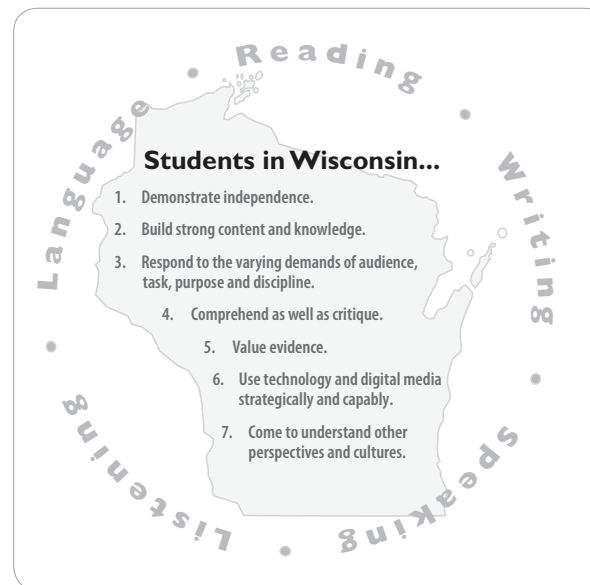 Reading
Writing
Speaking
Listening
Language
Students in Wisconsin...
1. Demonstrate independence.
2. Build strong content and knowledge.
3. Respond to the varying demands of audience,
task, purpose and discipline.
4. Comprehend as well as critique.
5. Value evidence.
6. Use technology and digital media
strategically and capably.
7. Come to understand other
perspectives and cultures.